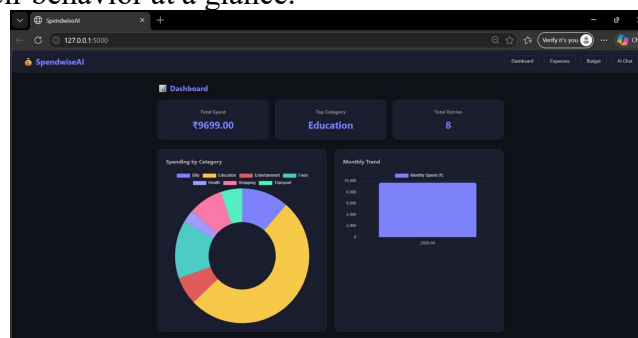 eir behavior at a glance.
SpendwiseAI
127.0.0.1:5000
Verify it's you
SpendwiseAI
Dashboard Expenses Budget AI Chat
Dashboard
Total Spent
₹9699.00
Top Category
Education
Total Entries
8
Spending by Category
Bills Education Entertainment Food
Health Shopping Transport
Monthly Trend
Monthly Spend (₹)
10,000
8,000
6,000
4,000
2,000
0